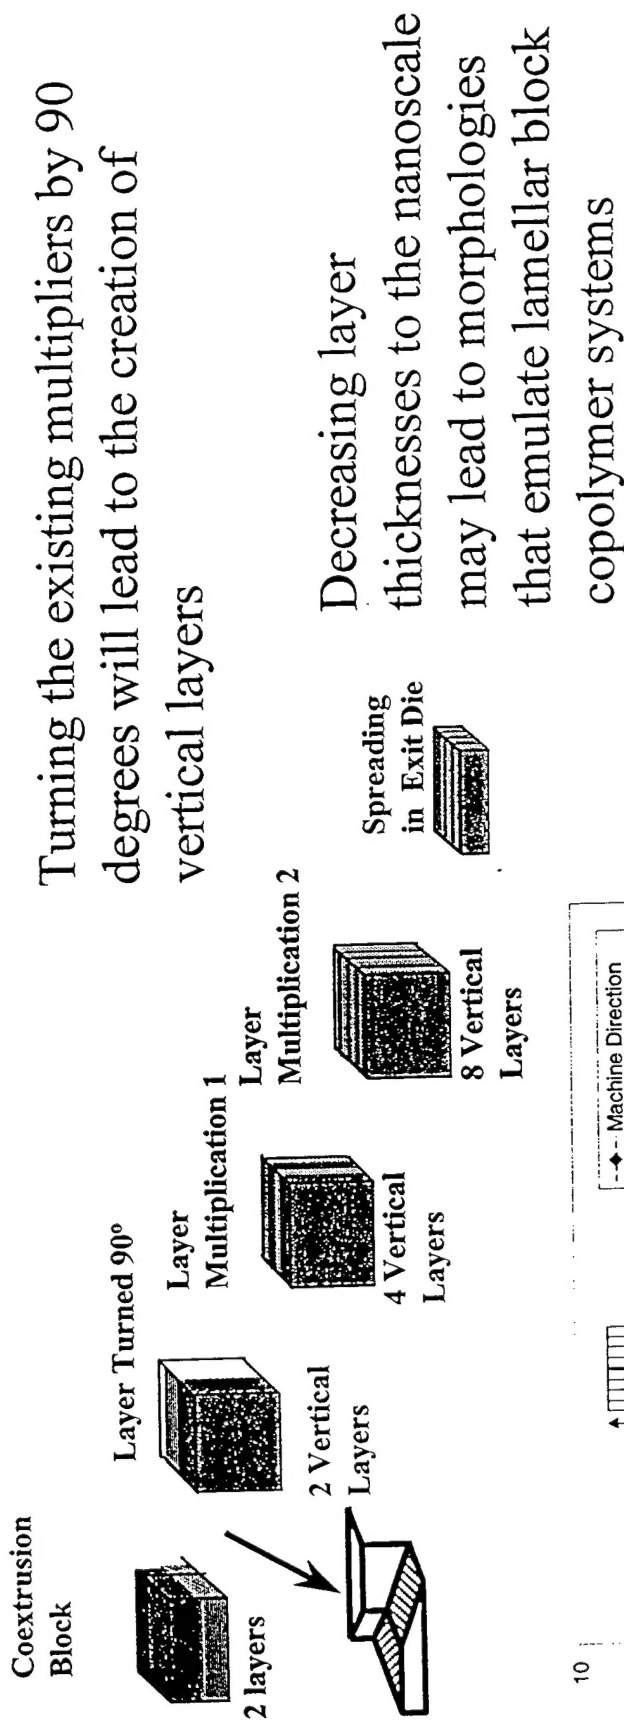 Turning the existing multipliers by 90
degrees will lead to the creation of
vertical layers
Decreasing layer
thicknesses to the nanoscale
may lead to morphologies
that emulate lamellar block
copolymer systems
Coextrusion
Block
2 layers
Layer Turned 90°
2 Vertical
Layers
Layer
Multiplication 1
4 Vertical
Layers
Layer
Multiplication 2
8 Vertical
Layers
Spreading
in Exit Die
10
Machine Direction